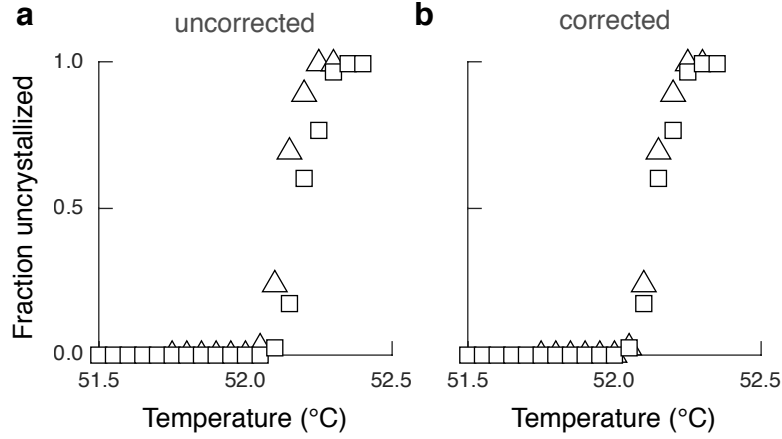 a
uncorrected
b
corrected
Fraction uncrystallized
1.0
0.5
0.0
51.5
52.0
52.5
51.5
52.0
52.5
Temperature (°C)
Temperature (°C)